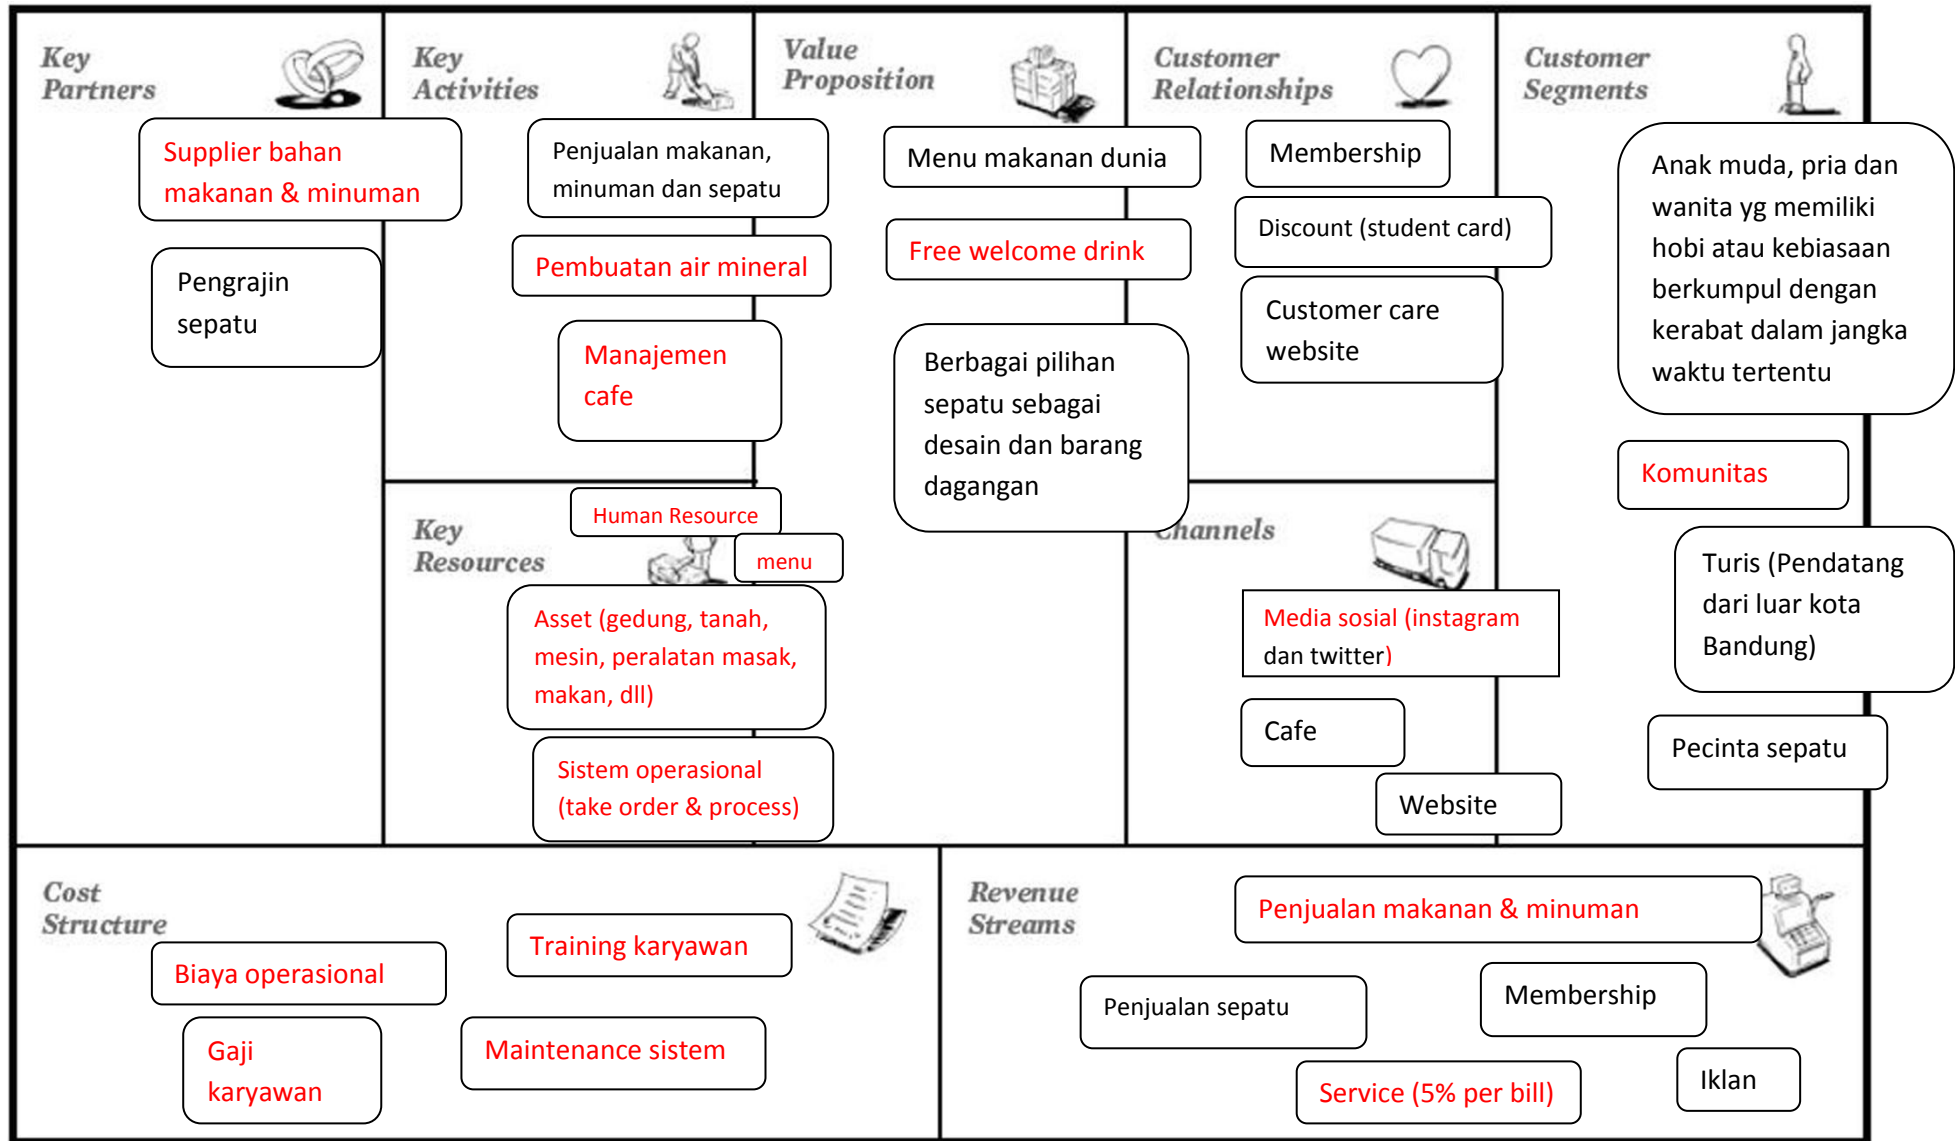 Key
Partners
Supplier bahan
makanan & minuman
Pengrajin
sepatu
Key
Activities
Penjualan makanan,
minuman dan sepatu
Pembuatan air mineral
Manajemen
cafe
Key
Resources
Human Resource
menu
Asset (gedung, tanah,
mesin, peralatan masak,
makan, dll)
Sistem operasional
(take order & process)
Value
Proposition
Menu makanan dunia
Free welcome drink
Berbagai pilihan
sepatu sebagai
desain dan barang
dagangan
Customer
Relationships
Membership
Discount (student card)
Customer care
website
Channels
Media sosial (instagram
dan twitter)
Cafe
Website
Customer
Segments
Anak muda, pria dan
wanita yg memiliki
hobi atau kebiasaan
berkumpul dengan
kerabat dalam jangka
waktu tertentu
Komunitas
Turis (Pendatang
dari luar kota
Bandung)
Pecinta sepatu
Cost
Structure
Biaya operasional
Training karyawan
Gaji
karyawan
Maintenance sistem
Revenue
Streams
Penjualan makanan & minuman
Penjualan sepatu
Membership
Service (5% per bill)
Iklan